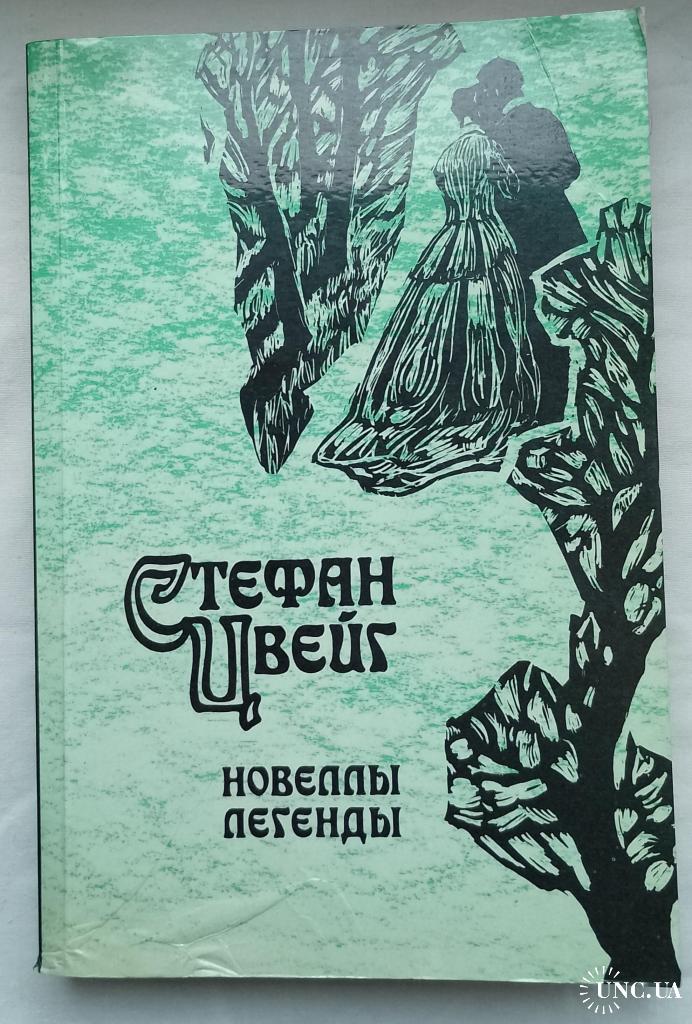 Стефан
Цвейг
новеллы
легенды
UNC.UA